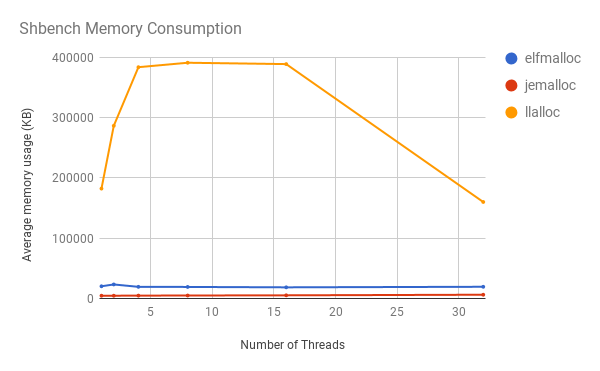 Shbench Memory Consumption
400000
300000
200000
100000
0
Average memory usage (KB)
5
10
15
20
25
30
Number of Threads
elfmalloc
jemalloc
llalloc